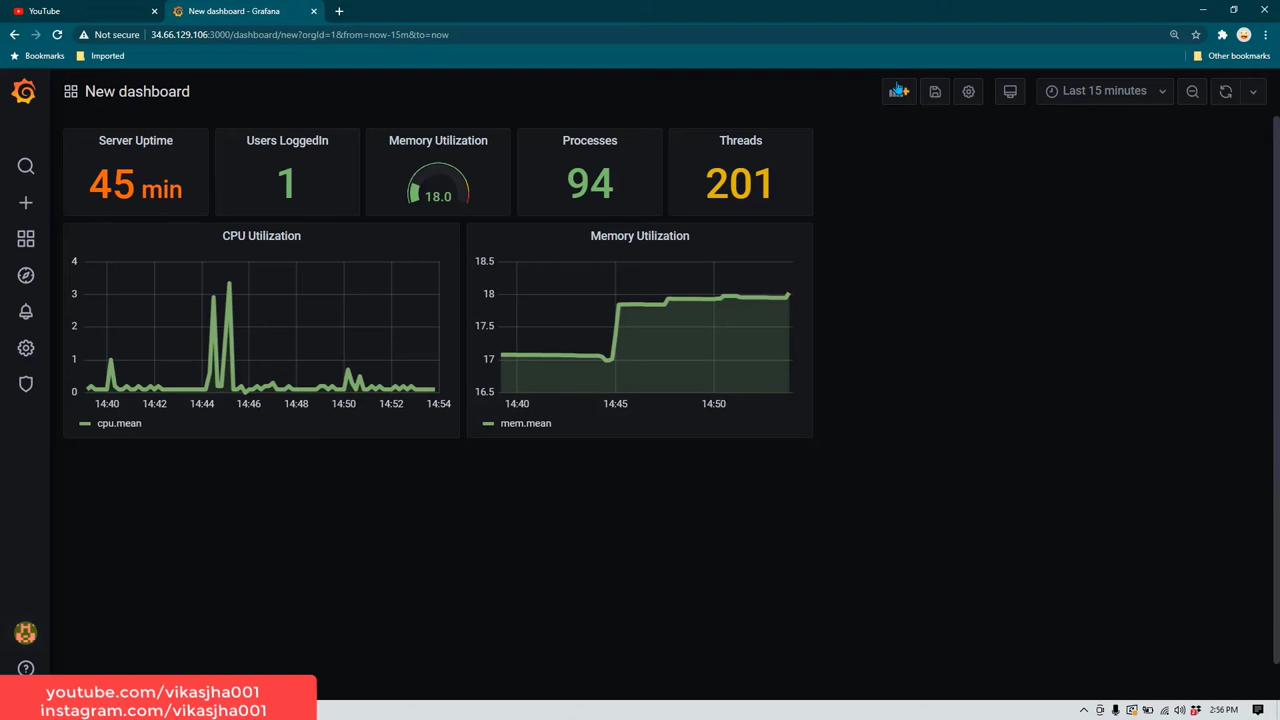 YouTube
New dashboard - Grafana
Not secure
34.66.129.106:3000/dashboard/new?orgId=1&from=now-15m&to=now
Bookmarks
Imported
Other bookmarks
New dashboard
Last 15 minutes
Server Uptime
45 min
Users LoggedIn
1
Memory Utilization
18.0
Processes
94
Threads
201
CPU Utilization
4
3
2
1
0
14:40 14:42 14:44 14:46 14:48 14:50 14:52 14:54
cpu.mean
Memory Utilization
18.5
18
17.5
17
16.5
14:40 14:45 14:50
mem.mean
youtube.com/vikasjha001
instagram.com/vikasjha001
2:56 PM